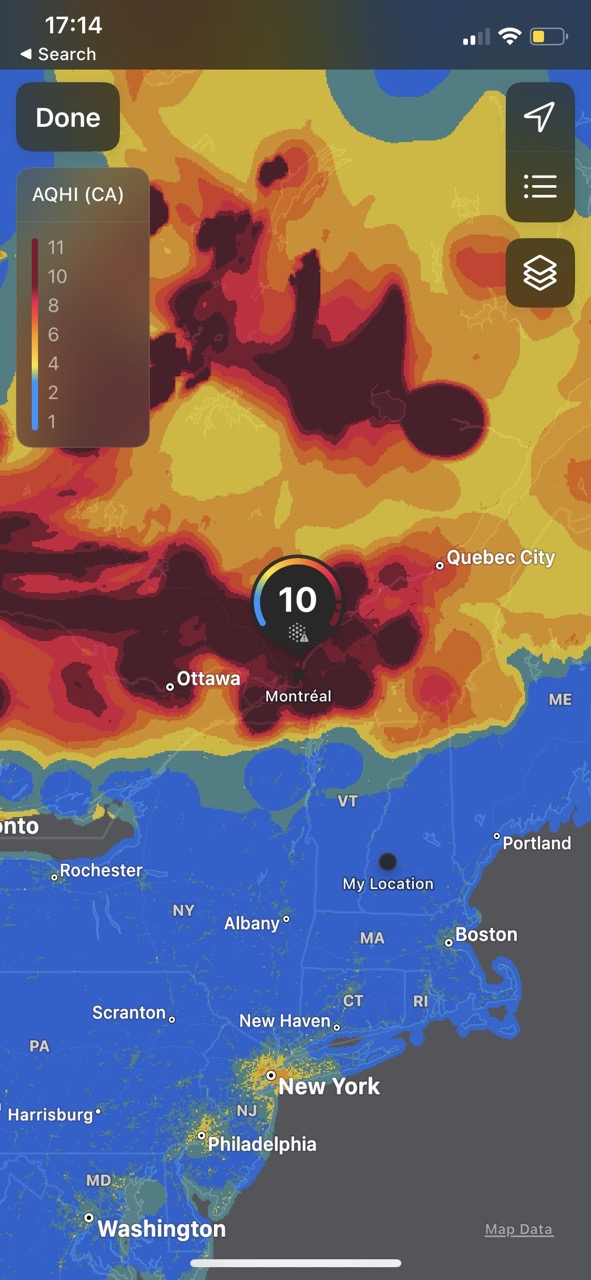 17:14
◀ Search
Done
AQHI (CA)
11
10
8
6
4
2
1
Quebec City
10
Ottawa
Montréal
ME
VT
onto
Portland
Rochester
My Location
NY
Albany
MA
Boston
CT
RI
Scranton
New Haven
PA
New York
NJ
Harrisburg
Philadelphia
MD
Washington
Map Data